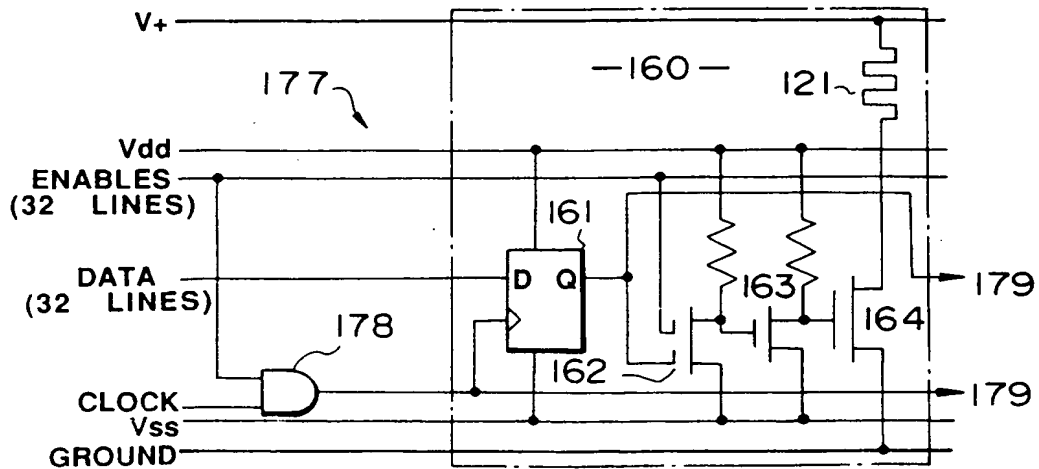 V+
—160—
121
177
Vdd
ENABLES
(32 LINES)
161
DATA
(32 LINES)
D Q
163
179
164
178
162
CLOCK
179
Vss
GROUND